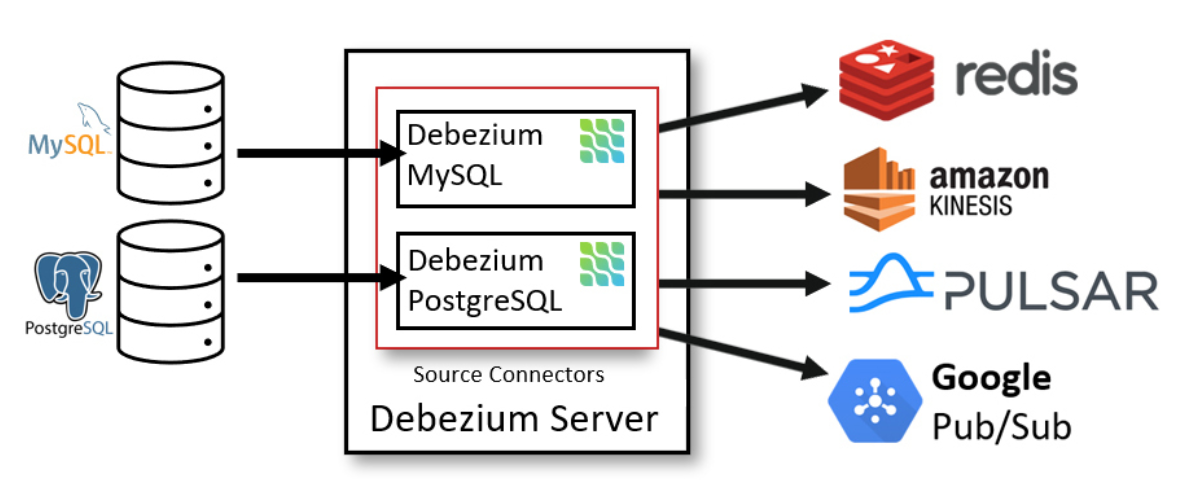 MySQL
PostgreSQL
Debezium
MySQL
Debezium
PostgreSQL
Source Connectors
Debezium Server
redis
amazon
KINESIS
PULSAR
Google
Pub/Sub